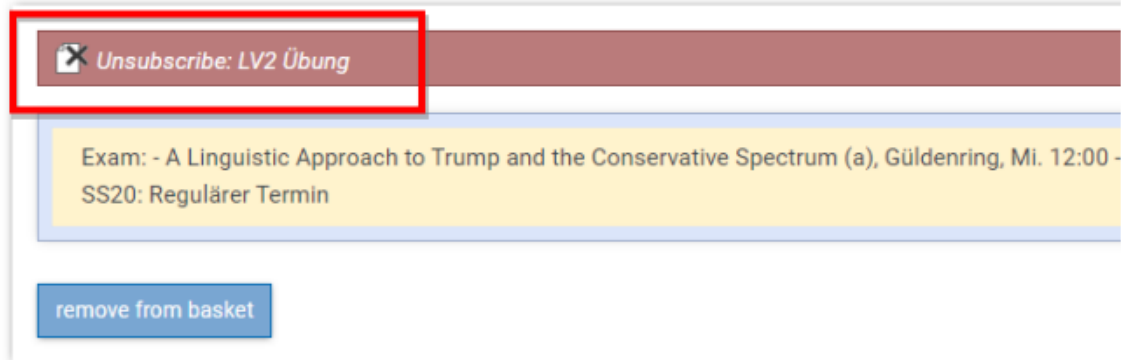 Unsubscribe: LV2 Übung
Exam: - A Linguistic Approach to Trump and the Conservative Spectrum (a), Güldenring, Mi. 12:00 -
SS20: Regulärer Termin
remove from basket